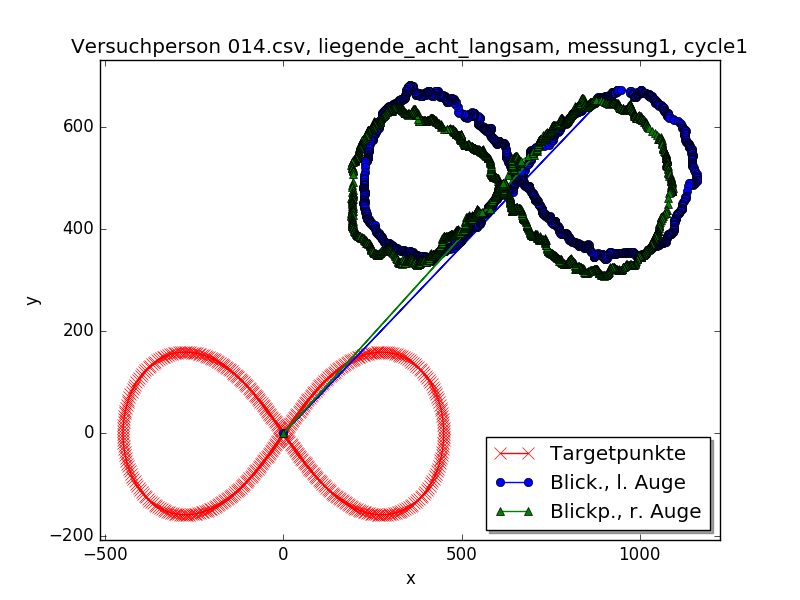 Versuchperson 014.csv, liegende_acht_langsam, messung1, cycle1
y
600
400
200
0
−200
−500
0
500
1000
x
Targetpunkte
Blick., l. Auge
Blickp., r. Auge